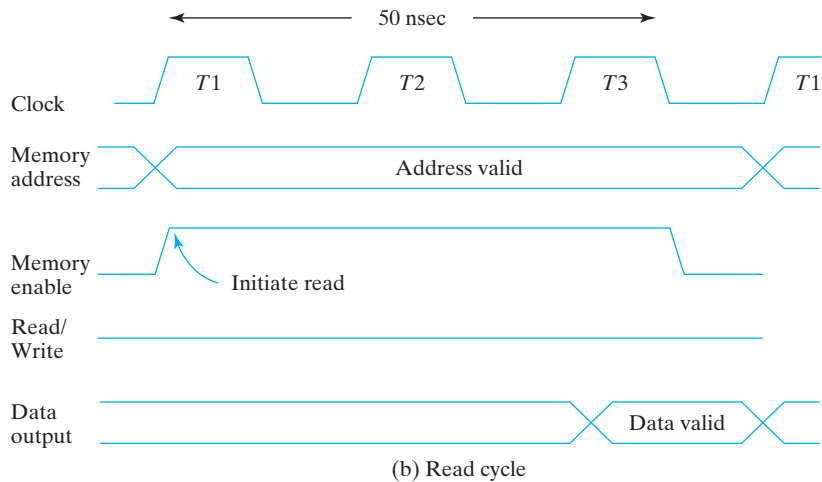 50 nsec
T1 T2 T3 T1
Clock
Memory
address
Address valid
Memory
enable
Initiate read
Read/
Write
Data
output
Data valid
(b) Read cycle